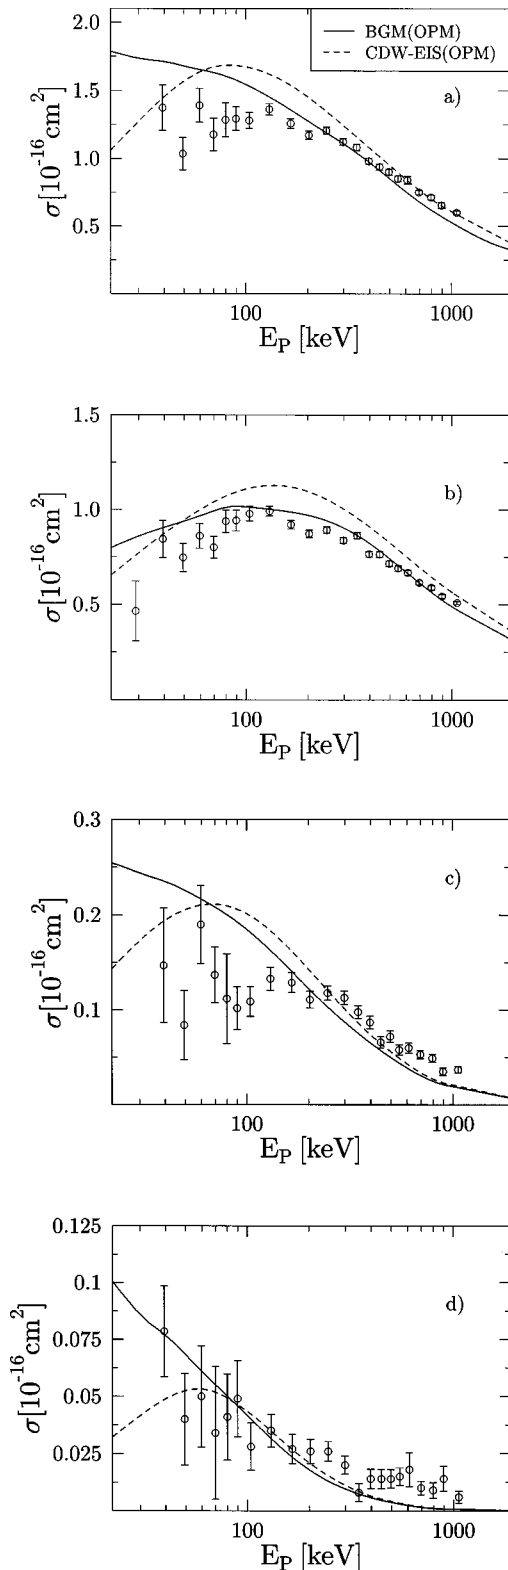 2.0
1.5
1.0
0.5
σ[10^-16 cm^2]
BGM(OPM)
CDW-EIS(OPM)
a)
100
1000
E_P [keV]
1.5
1.0
0.5
σ[10^-16 cm^2]
b)
100
1000
E_P [keV]
0.3
0.2
0.1
σ[10^-16 cm^2]
c)
100
1000
E_P [keV]
0.125
0.1
0.075
0.05
0.025
σ[10^-16 cm^2]
d)
100
1000
E_P [keV]